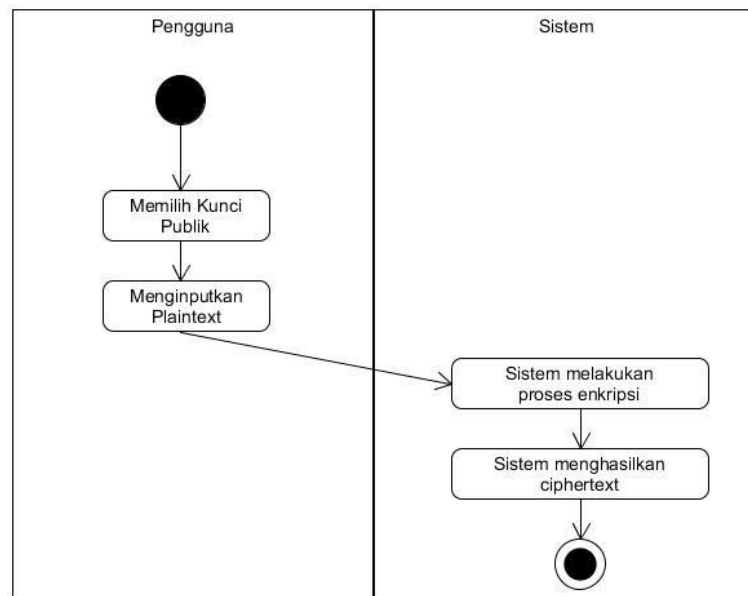 Pengguna
Sistem
Memilih Kunci
Publik
Menginputkan
Plaintext
Sistem melakukan
proses enkripsi
Sistem menghasilkan
ciphertext